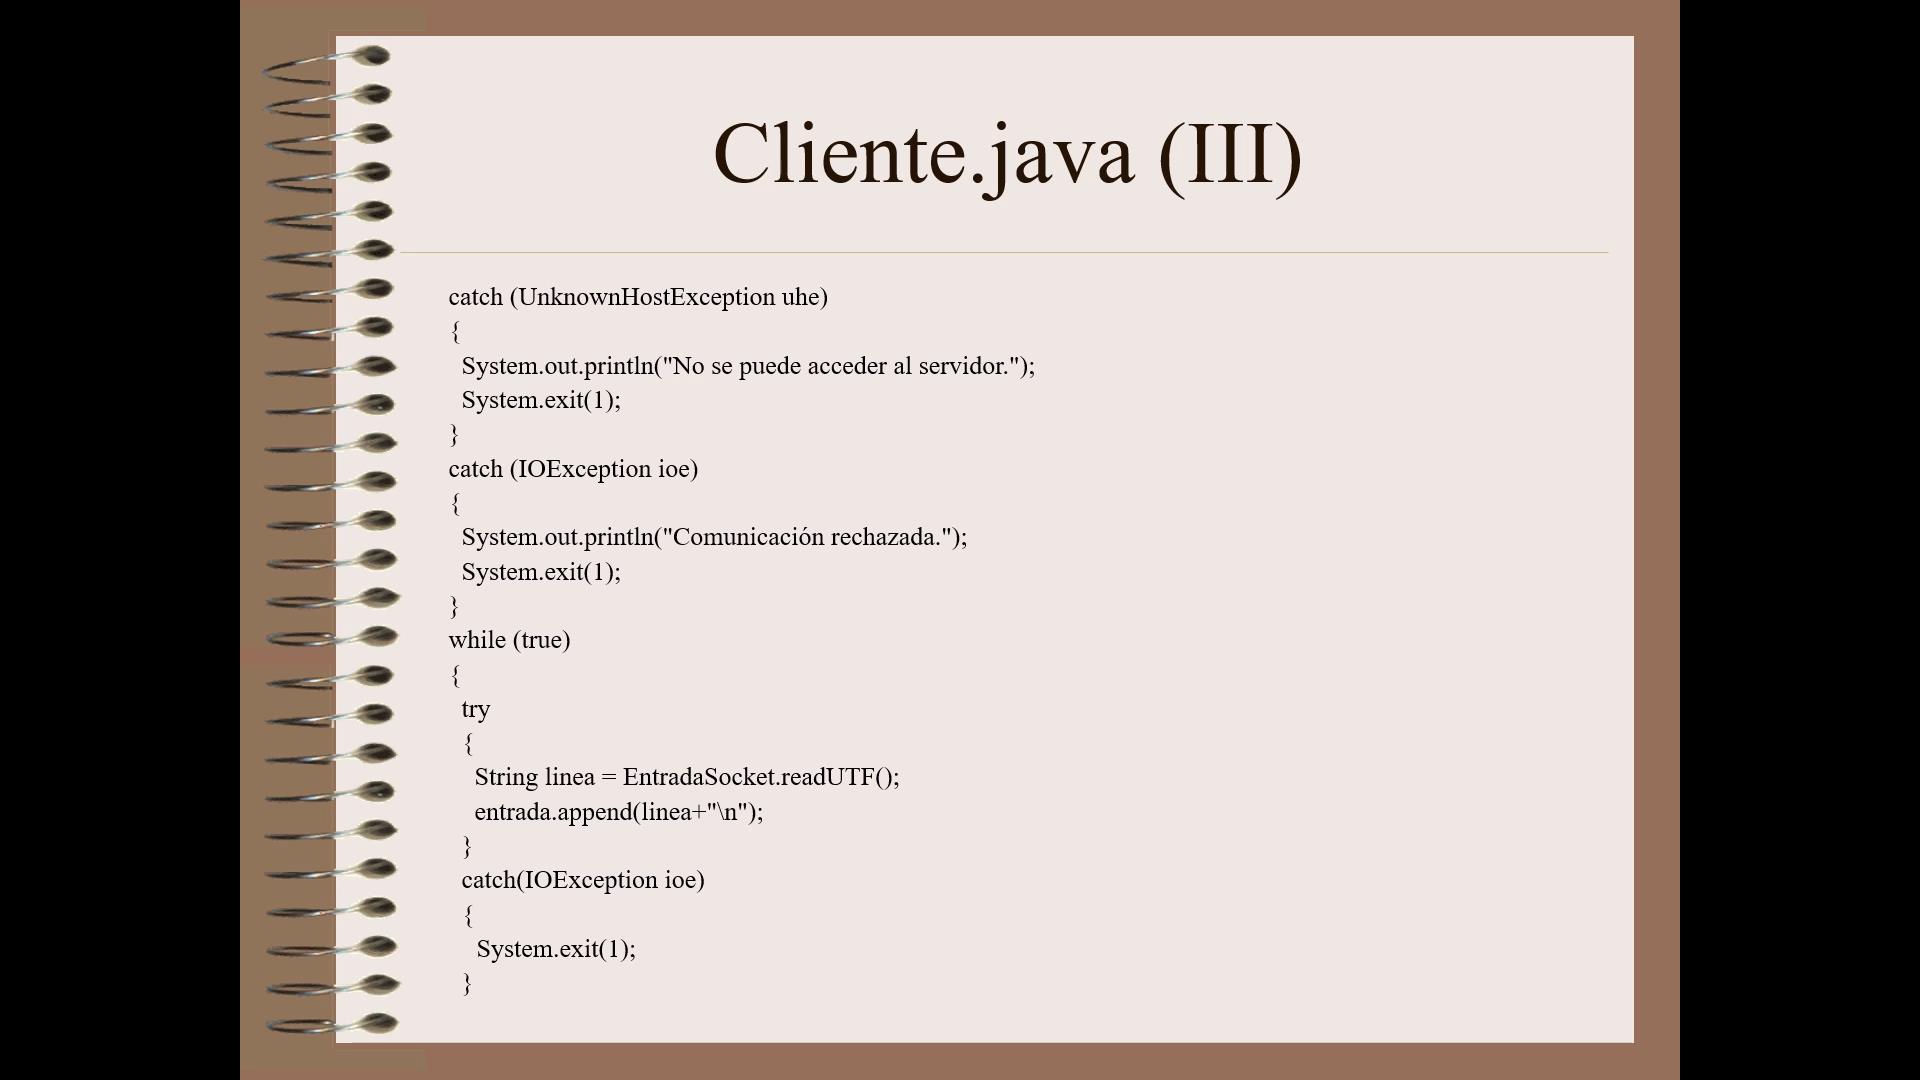 Cliente.java (III)
catch (UnknownHostException uhe)
{
System.out.println("No se puede acceder al servidor.");
System.exit(1);
}
catch (IOException ioe)
{
System.out.println("Comunicación rechazada.");
System.exit(1);
}
while (true)
{
try
{
String linea = EntradaSocket.readUTF();
entrada.append(linea+"\n");
}
catch(IOException ioe)
{
System.exit(1);
}